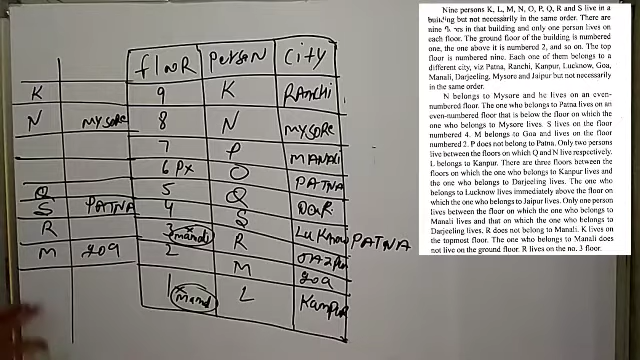 Nine persons K, L, M, N, O, P, Q, R and S live in a
building but not necessarily in the same order. There are
nine floors in that building and only one person lives on
each floor. The ground floor of the building is numbered
one, the one above it is numbered 2, and so on. The top
floor is numbered nine. Each one of them belongs to a
different city, viz Patna, Ranchi, Kanpur, Lucknow, Goa,
Manali, Darjeeling, Mysore and Jaipur but not necessarily
in the same order.
N belongs to Mysore and he lives on an even-
numbered floor. The one who belongs to Patna lives on an
even-numbered floor that is below the floor on which the
one who belongs to Mysore lives. S lives on the floor
numbered 4. M belongs to Goa and lives on the floor
numbered 2. P does not belong to Patna. Only two persons
live between the floors on which Q and N live respectively.
L belongs to Kanpur. There are three floors between the
floors on which the one who belongs to Kanpur lives and
the one who belongs to Darjeeling lives. The one who
belongs to Lucknow lives immediately above the floor on
which the one who belongs to Jaipur lives. Only one person
lives between the floor on which the one who belongs to
Manali lives and that on which the one who belongs to
Darjeeling lives. R does not belong to Manali. K lives on
the topmost floor. The one who belongs to Manali does
not live on the ground floor. R lives on the no. 3 floor.
flooR Person City
K 9 K RANCHI
N mysore 8 N mysore
7 P MANALI
6 Px O PATNA
Q 5 Q DaR
S PATNA 4 S LuKNOW PATNA
R 3 R JAIPUR
M goa 2 M goa
1 L Kanpur